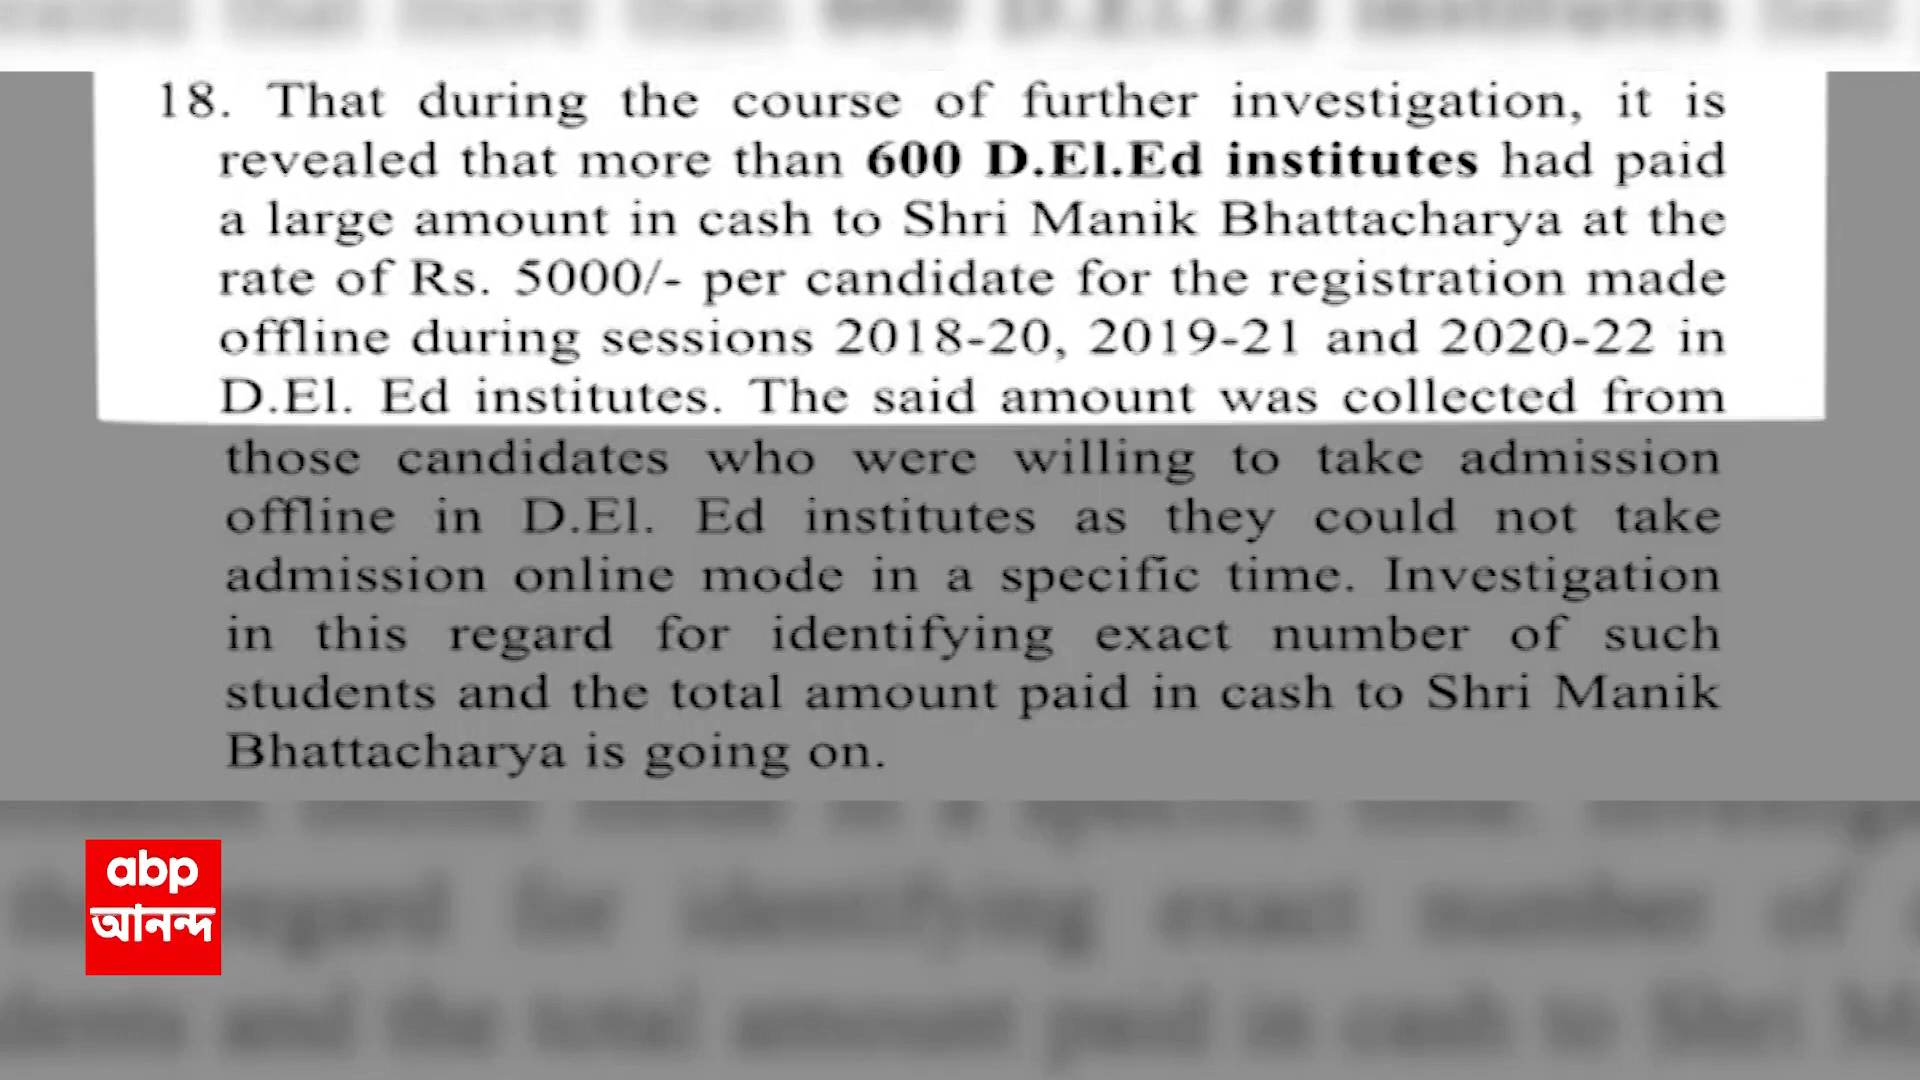 18. That during the course of further investigation, it is
revealed that more than 600 D.El.Ed institutes had paid
a large amount in cash to Shri Manik Bhattacharya at the
rate of Rs. 5000/- per candidate for the registration made
offline during sessions 2018-20, 2019-21 and 2020-22 in
D.El. Ed institutes. The said amount was collected from
those candidates who were willing to take admission
offline in D.El. Ed institutes as they could not take
admission online mode in a specific time. Investigation
in this regard for identifying exact number of such
students and the total amount paid in cash to Shri Manik
Bhattacharya is going on.
abp
আনন্দ